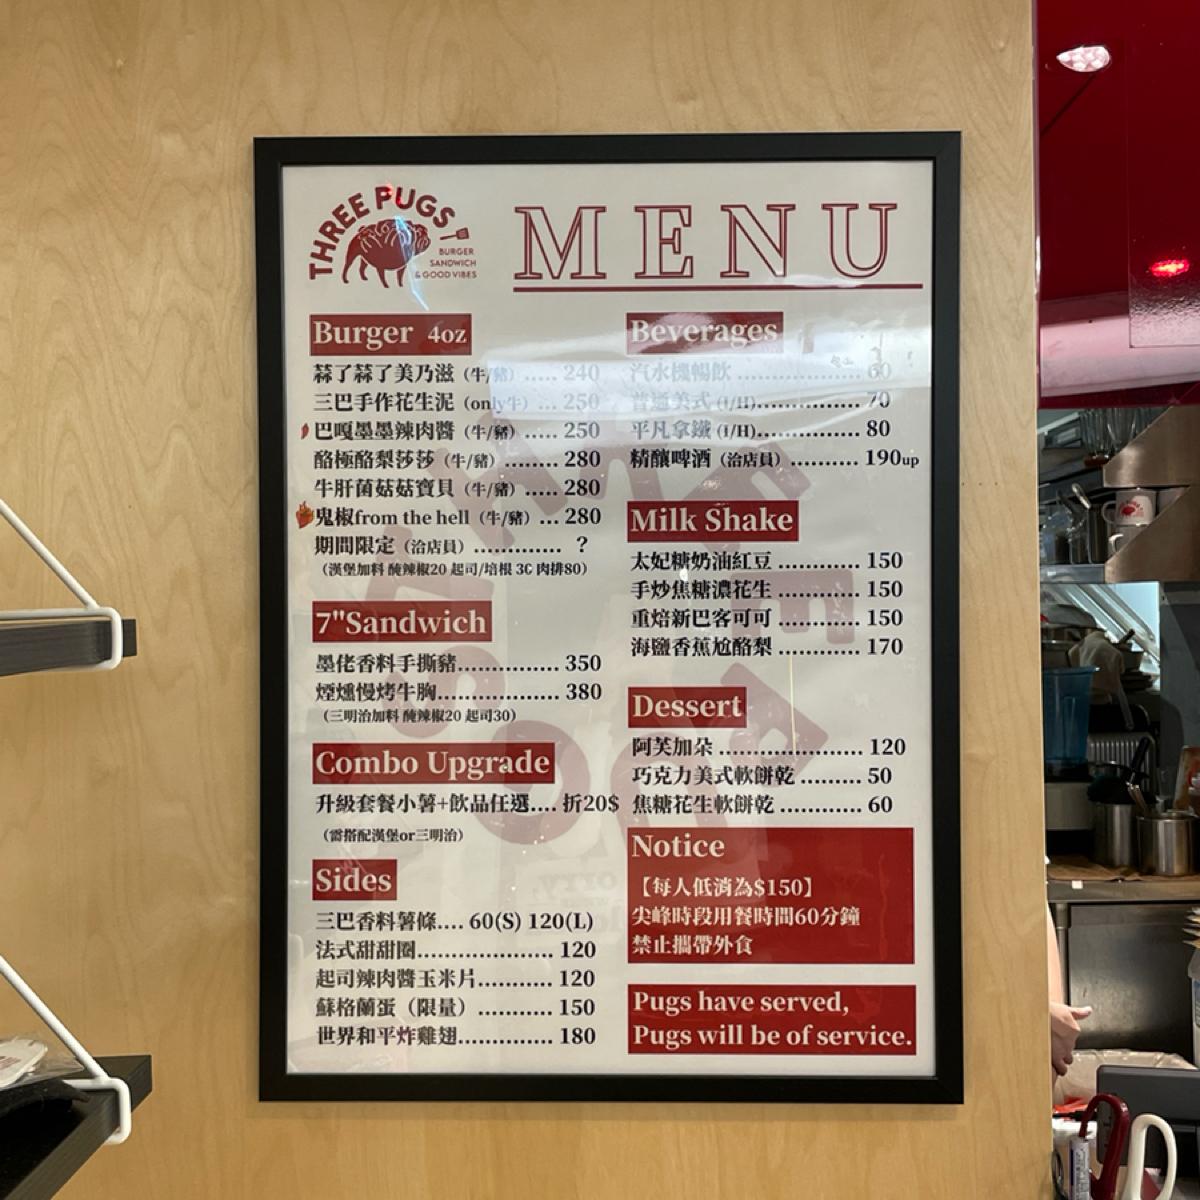 THREE PUGS
BURGER
SANDWICH
& GOOD VIBES
MENU
Burger 4oz
蒜了蒜了美乃滋（牛/豬）..... 240
三巴手作花生泥（only牛）... 250
巴嘎墨墨辣肉醬（牛/豬）..... 250
酪極酪梨莎莎（牛/豬）........ 280
牛肝菌菇菇寶貝（牛/豬）..... 280
鬼椒from the hell（牛/豬）... 280
期間限定（洽店員）............. ?
（漢堡加料 醃辣椒20 起司/培根 30 肉排80）
7"Sandwich
墨佬香料手撕豬................ 350
煙燻慢烤牛胸................... 380
（三明治加料 醃辣椒20 起司30）
Combo Upgrade
升級套餐小薯+飲品任選.... 折20$
（需搭配漢堡or三明治）
Sides
三巴香料薯條.... 60(S) 120(L)
法式甜甜圈...................... 120
起司辣肉醬玉米片............ 120
蘇格蘭蛋（限量）............ 150
世界和平炸雞翅............... 180
Beverages
汽水機暢飲 .................... 60
普通美式 (I/H)................. 70
平凡拿鐵 (I/H)................. 80
精釀啤酒（洽店員）.......... 190up
Milk Shake
太妃糖奶油紅豆 ............ 150
手炒焦糖濃花生 ............ 150
重焙新巴客可可 ............ 150
海鹽香蕉尬酪梨 ............ 170
Dessert
阿芙加朵 ..................... 120
巧克力美式軟餅乾 ......... 50
焦糖花生軟餅乾 ............ 60
Notice
【每人低消為$150】
尖峰時段用餐時間60分鐘
禁止攜帶外食
Pugs have served,
Pugs will be of service.